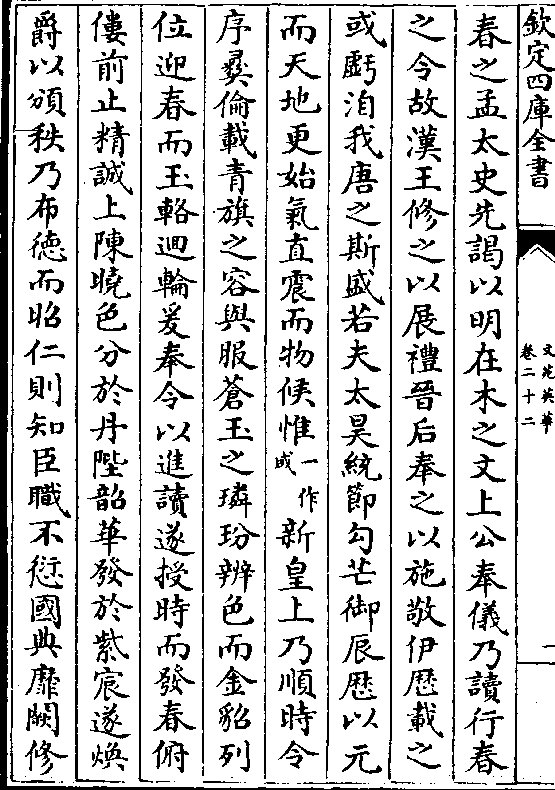 欽定四庫全書
文苑英華
卷二十二
一
春之孟太史先謁以明在木之文上公奉儀乃讀行春
之令故漢王修之以展禮晉后奉之以施敬伊歴載之
或虧洎我唐之斯盛若夫太昊統節勾芒御辰歴以元
而天地更始氣直震而物候惟一作成新皇上乃順時令
序彛倫載青旗之容與服蒼玉之璘玢辨色而金貂列
位迎春而玉輅迴輪爰奉令以進讀遂授時而發春俯
僂前止精誠上陳曉色分於丹陛韶華發於紫宸遂煥
爵以頒秩乃布徳而昭仁則知臣職不愆國典靡闕修